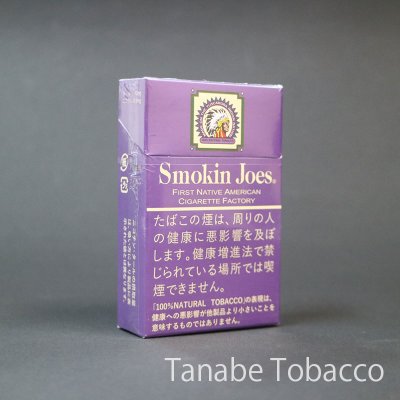 Smokin Joes®
FIRST NATIVE AMERICAN
CIGARETTE FACTORY
たばこの煙は、周りの人
の健康に悪影響を及ぼ
します。健康増進法で禁
じられている場所では喫
煙できません。
「100%NATURAL TOBACCO」の表現は、
健康への悪影響が他製品より小さいことを
意味するものではありません。
Tanabe Tobacco